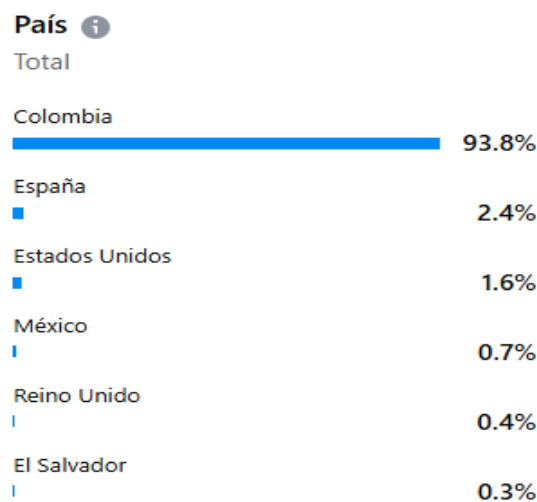 País
Total
Colombia
93.8%
España
2.4%
Estados Unidos
1.6%
México
0.7%
Reino Unido
0.4%
El Salvador
0.3%